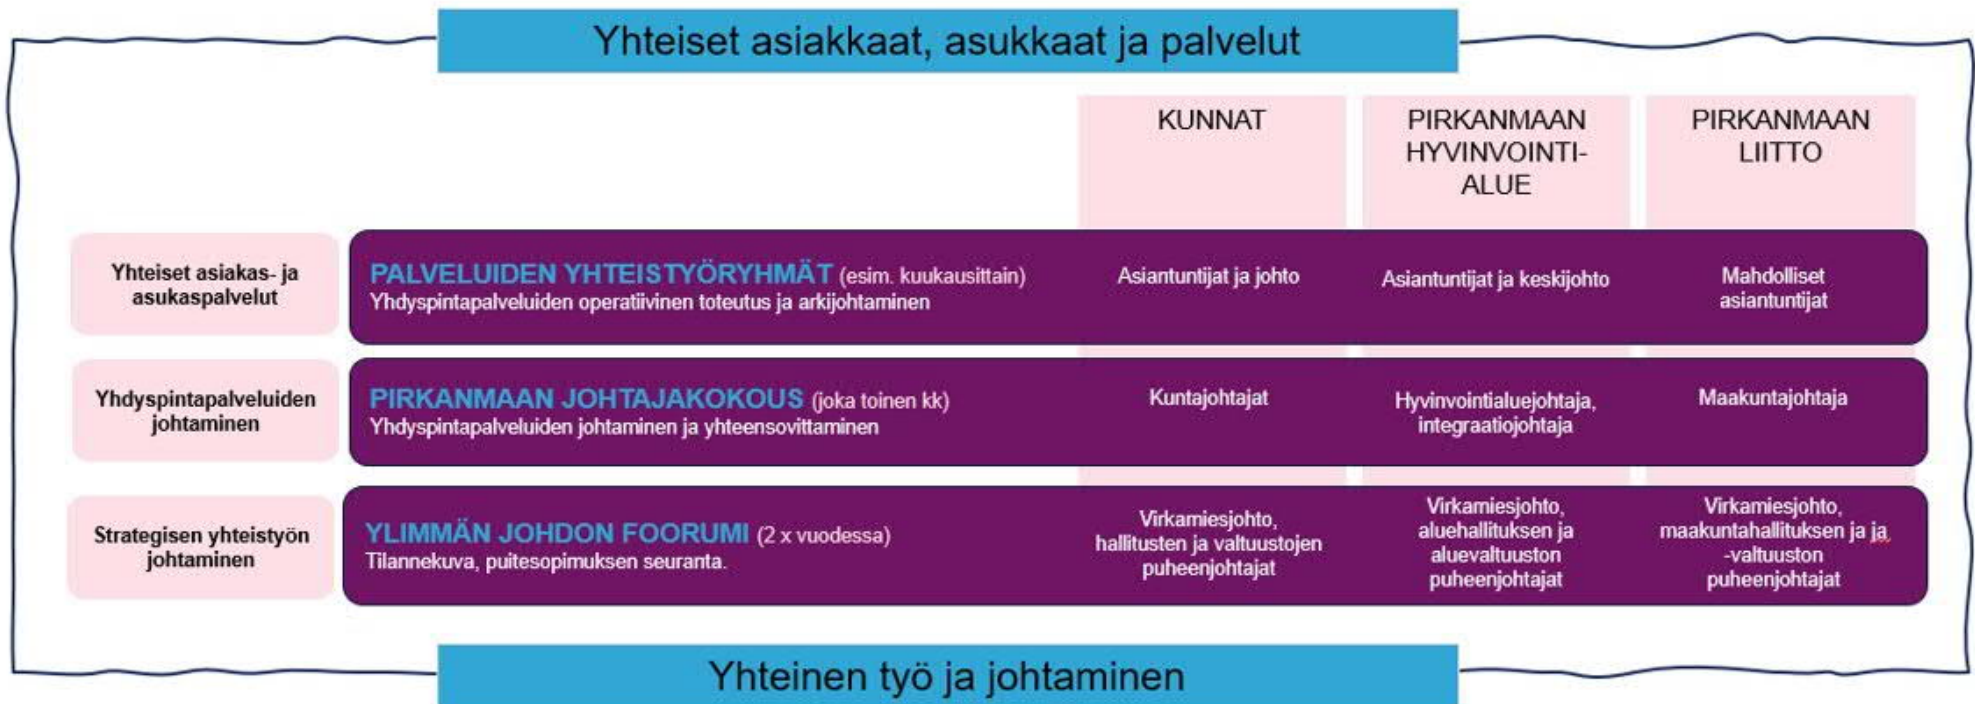 Yhteiset asiakkaat, asukkaat ja palvelut
KUNNAT
PIRKANMAAN
HYVINVOINTI-
ALUE
PIRKANMAAN
LIITTO
Yhteiset asiakas- ja
asukaspalvelut
PALVELUIDEN YHTEISTYÖRYHMÄT (esim. kuukausittain)
Yhdyspintapalveluiden operatiivinen toteutus ja arkijohtaminen
Asiantuntijat ja johto
Asiantuntijat ja keskijohto
Mahdolliset
asiantuntijat
Yhdyspintapalveluiden
johtaminen
PIRKANMAAN JOHTAJAKOKOUS (joka toinen kk)
Yhdyspintapalveluiden johtaminen ja yhteensovittaminen
Kuntajohtajat
Hyvinvointialuejohtaja,
integraatiojohtaja
Maakuntajohtaja
Strategisen yhteistyön
johtaminen
YLIMMÄN JOHDON FOORUMI (2 x vuodessa)
Tilannekuva, puitesopimuksen seuranta.
Virkamiesjohto,
hallitusten ja valtuustojen
puheenjohtajat
Virkamiesjohto,
aluehallituksen ja
aluevaltuuston
puheenjohtajat
Virkamiesjohto,
maakuntahallituksen ja ja
-valtuuston
puheenjohtajat
Yhteinen työ ja johtaminen